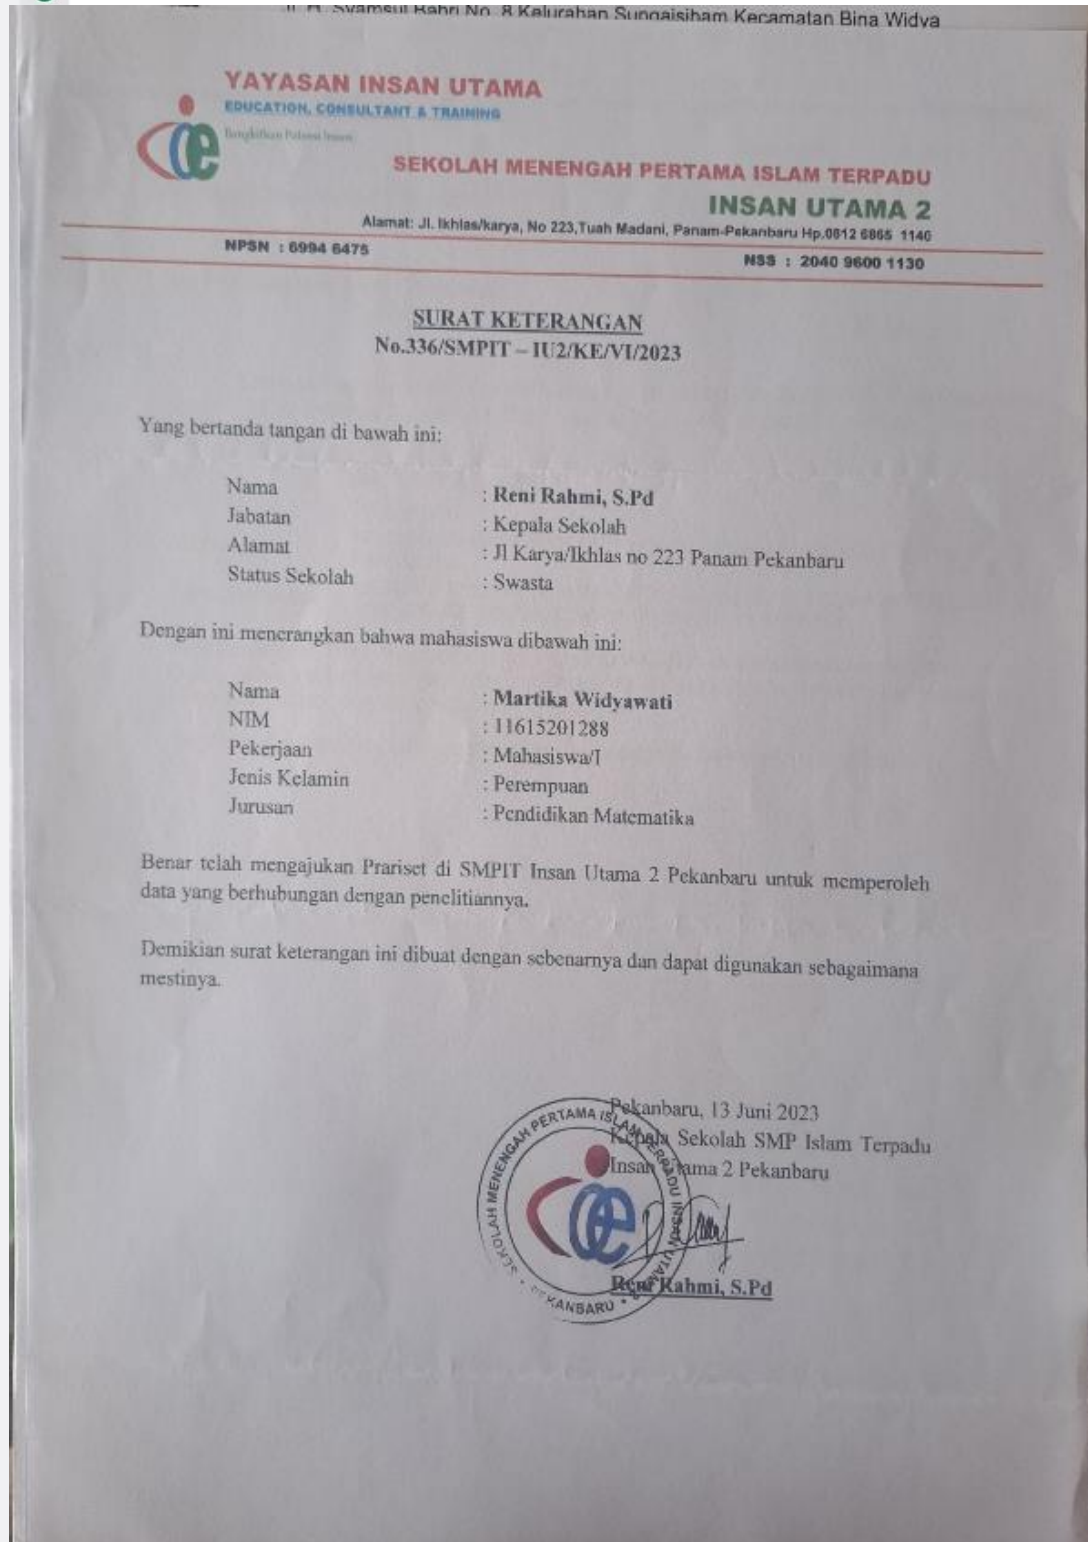 Jl. H. Syamsul Bahri No. 8 Kelurahan Sungaisibam Kecamatan Bina Widya
YAYASAN INSAN UTAMA
EDUCATION, CONSULTANT & TRAINING
Bangkitkan Potensi Insani
SEKOLAH MENENGAH PERTAMA ISLAM TERPADU
INSAN UTAMA 2
Alamat: Jl. Ikhlas/karya, No 223,Tuah Madani, Panam-Pekanbaru Hp.0812 6865 1140
NPSN : 6994 6475
NSS : 2040 9600 1130
SURAT KETERANGAN
No.336/SMPIT – IU2/KE/VI/2023
Yang bertanda tangan di bawah ini:
Nama : Reni Rahmi, S.Pd
Jabatan : Kepala Sekolah
Alamat : Jl Karya/Ikhlas no 223 Panam Pekanbaru
Status Sekolah : Swasta
Dengan ini menerangkan bahwa mahasiswa dibawah ini:
Nama : Martika Widyawati
NIM : 11615201288
Pekerjaan : Mahasiswa/I
Jenis Kelamin : Perempuan
Jurusan : Pendidikan Matematika
Benar telah mengajukan Prariset di SMPIT Insan Utama 2 Pekanbaru untuk memperoleh
data yang berhubungan dengan penelitiannya.
Demikian surat keterangan ini dibuat dengan sebenarnya dan dapat digunakan sebagaimana
mestinya.
Pekanbaru, 13 Juni 2023
Kepala Sekolah SMP Islam Terpadu
Insan Utama 2 Pekanbaru
SEKOLAH MENENGAH PERTAMA ISLAM TERPADU INSAN UTAMA 2
PEKANBARU
Reni Rahmi, S.Pd